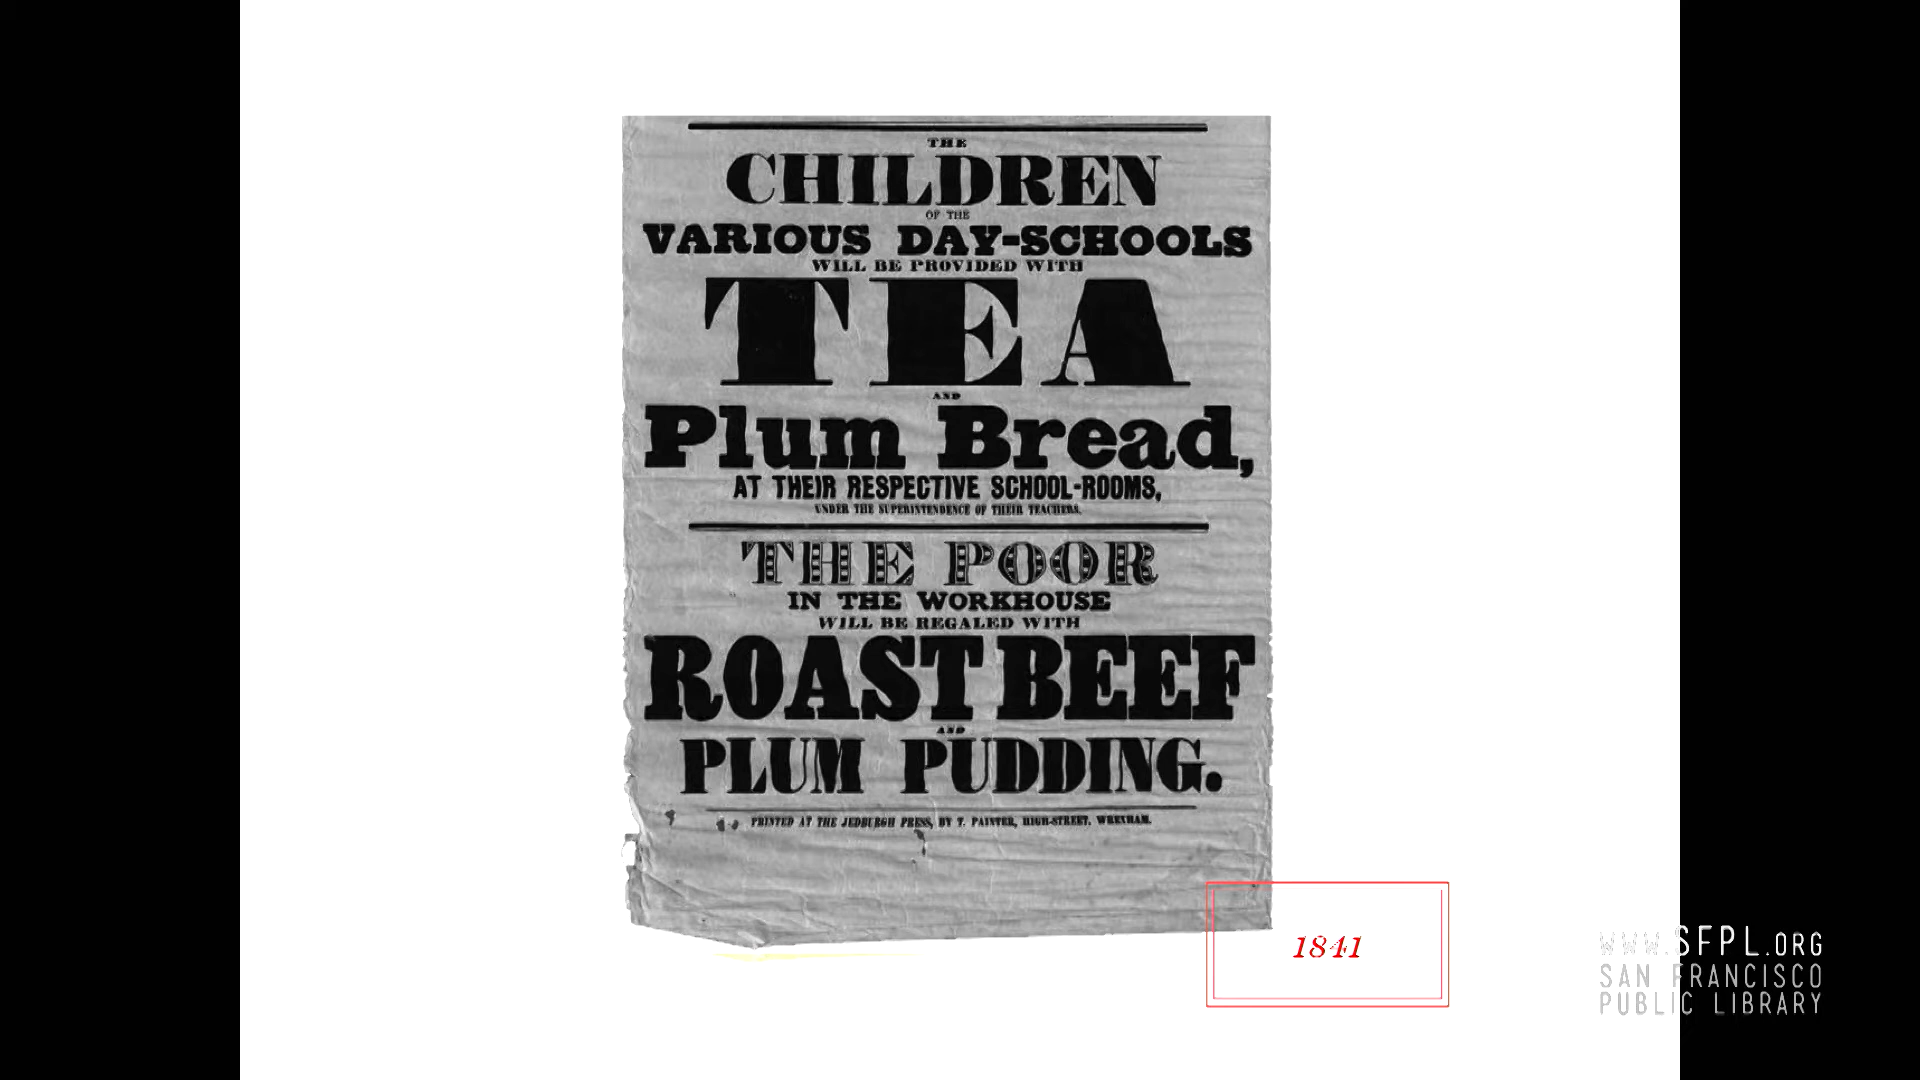 THE
CHILDREN
OF THE
VARIOUS DAY-SCHOOLS
WILL BE PROVIDED WITH
TEA
AND
Plum Bread,
AT THEIR RESPECTIVE SCHOOL-ROOMS,
UNDER THE SUPERINTENDENCE OF THEIR TEACHERS.
THE POOR
IN THE WORKHOUSE
WILL BE REGALED WITH
ROAST BEEF
AND
PLUM PUDDING.
PRINTED AT THE JEDBURGH PRESS, BY T. PAINTER, HIGH-STREET, WREXHAM.
1841
WWW.SFPL.ORG
SAN FRANCISCO
PUBLIC LIBRARY